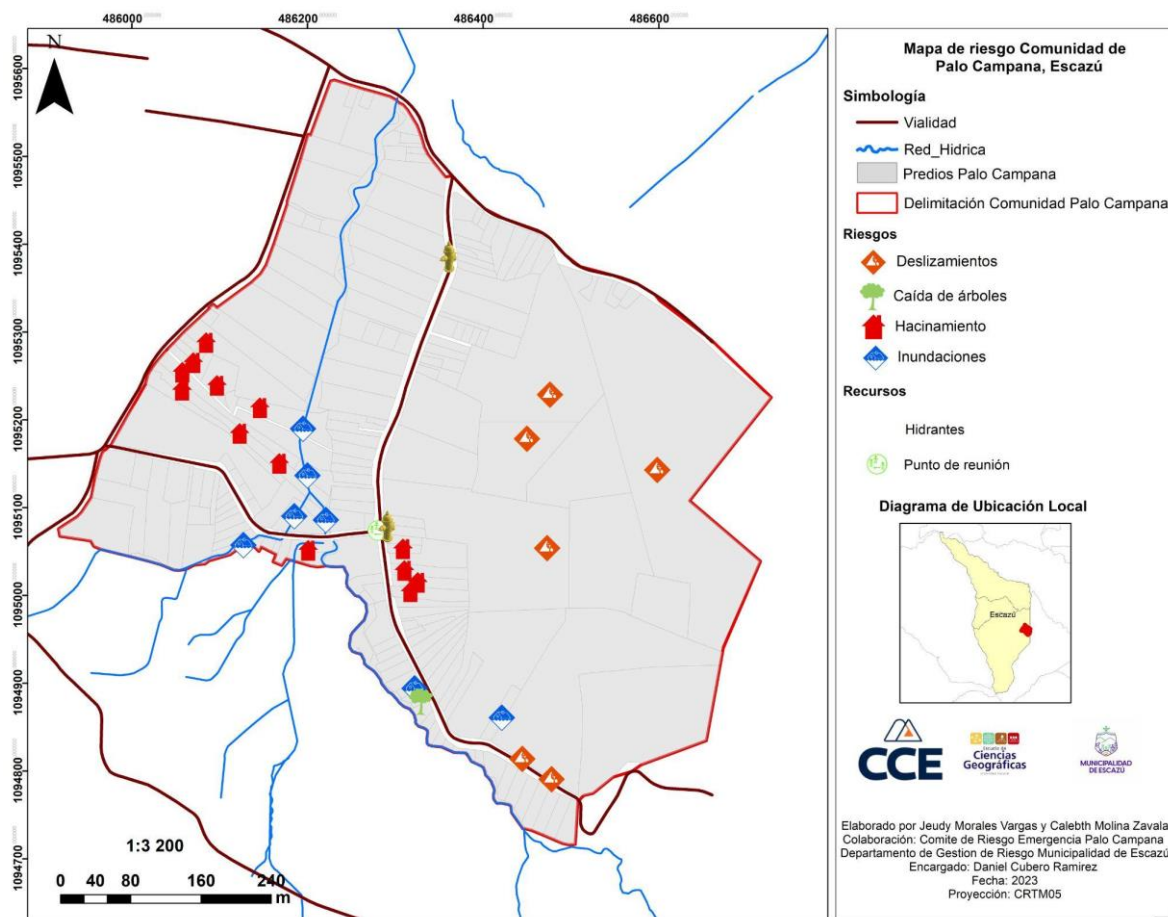 486000
486200
486400
486600
1095600
1095500
1095400
1095300
1095200
1095100
1095000
1094900
1094800
1094700
N
1:3 200
0 40 80 160 240
m
Mapa de riesgo Comunidad de
Palo Campana, Escazú
Simbología
Vialidad
Red_Hidrica
Predios Palo Campana
Delimitación Comunidad Palo Campana
Riesgos
Deslizamientos
Caída de árboles
Hacinamiento
Inundaciones
Recursos
Hidrantes
Punto de reunión
Diagrama de Ubicación Local
Escazú
CCE
Ciencias
Geográficas
MUNICIPALIDAD
DE ESCAZÚ
Elaborado por Jeudy Morales Vargas y Calebth Molina Zavala
Colaboración: Comite de Riesgo Emergencia Palo Campana
Departamento de Gestion de Riesgo Municipalidad de Escazú
Encargado: Daniel Cubero Ramirez
Fecha: 2023
Proyección: CRTM05